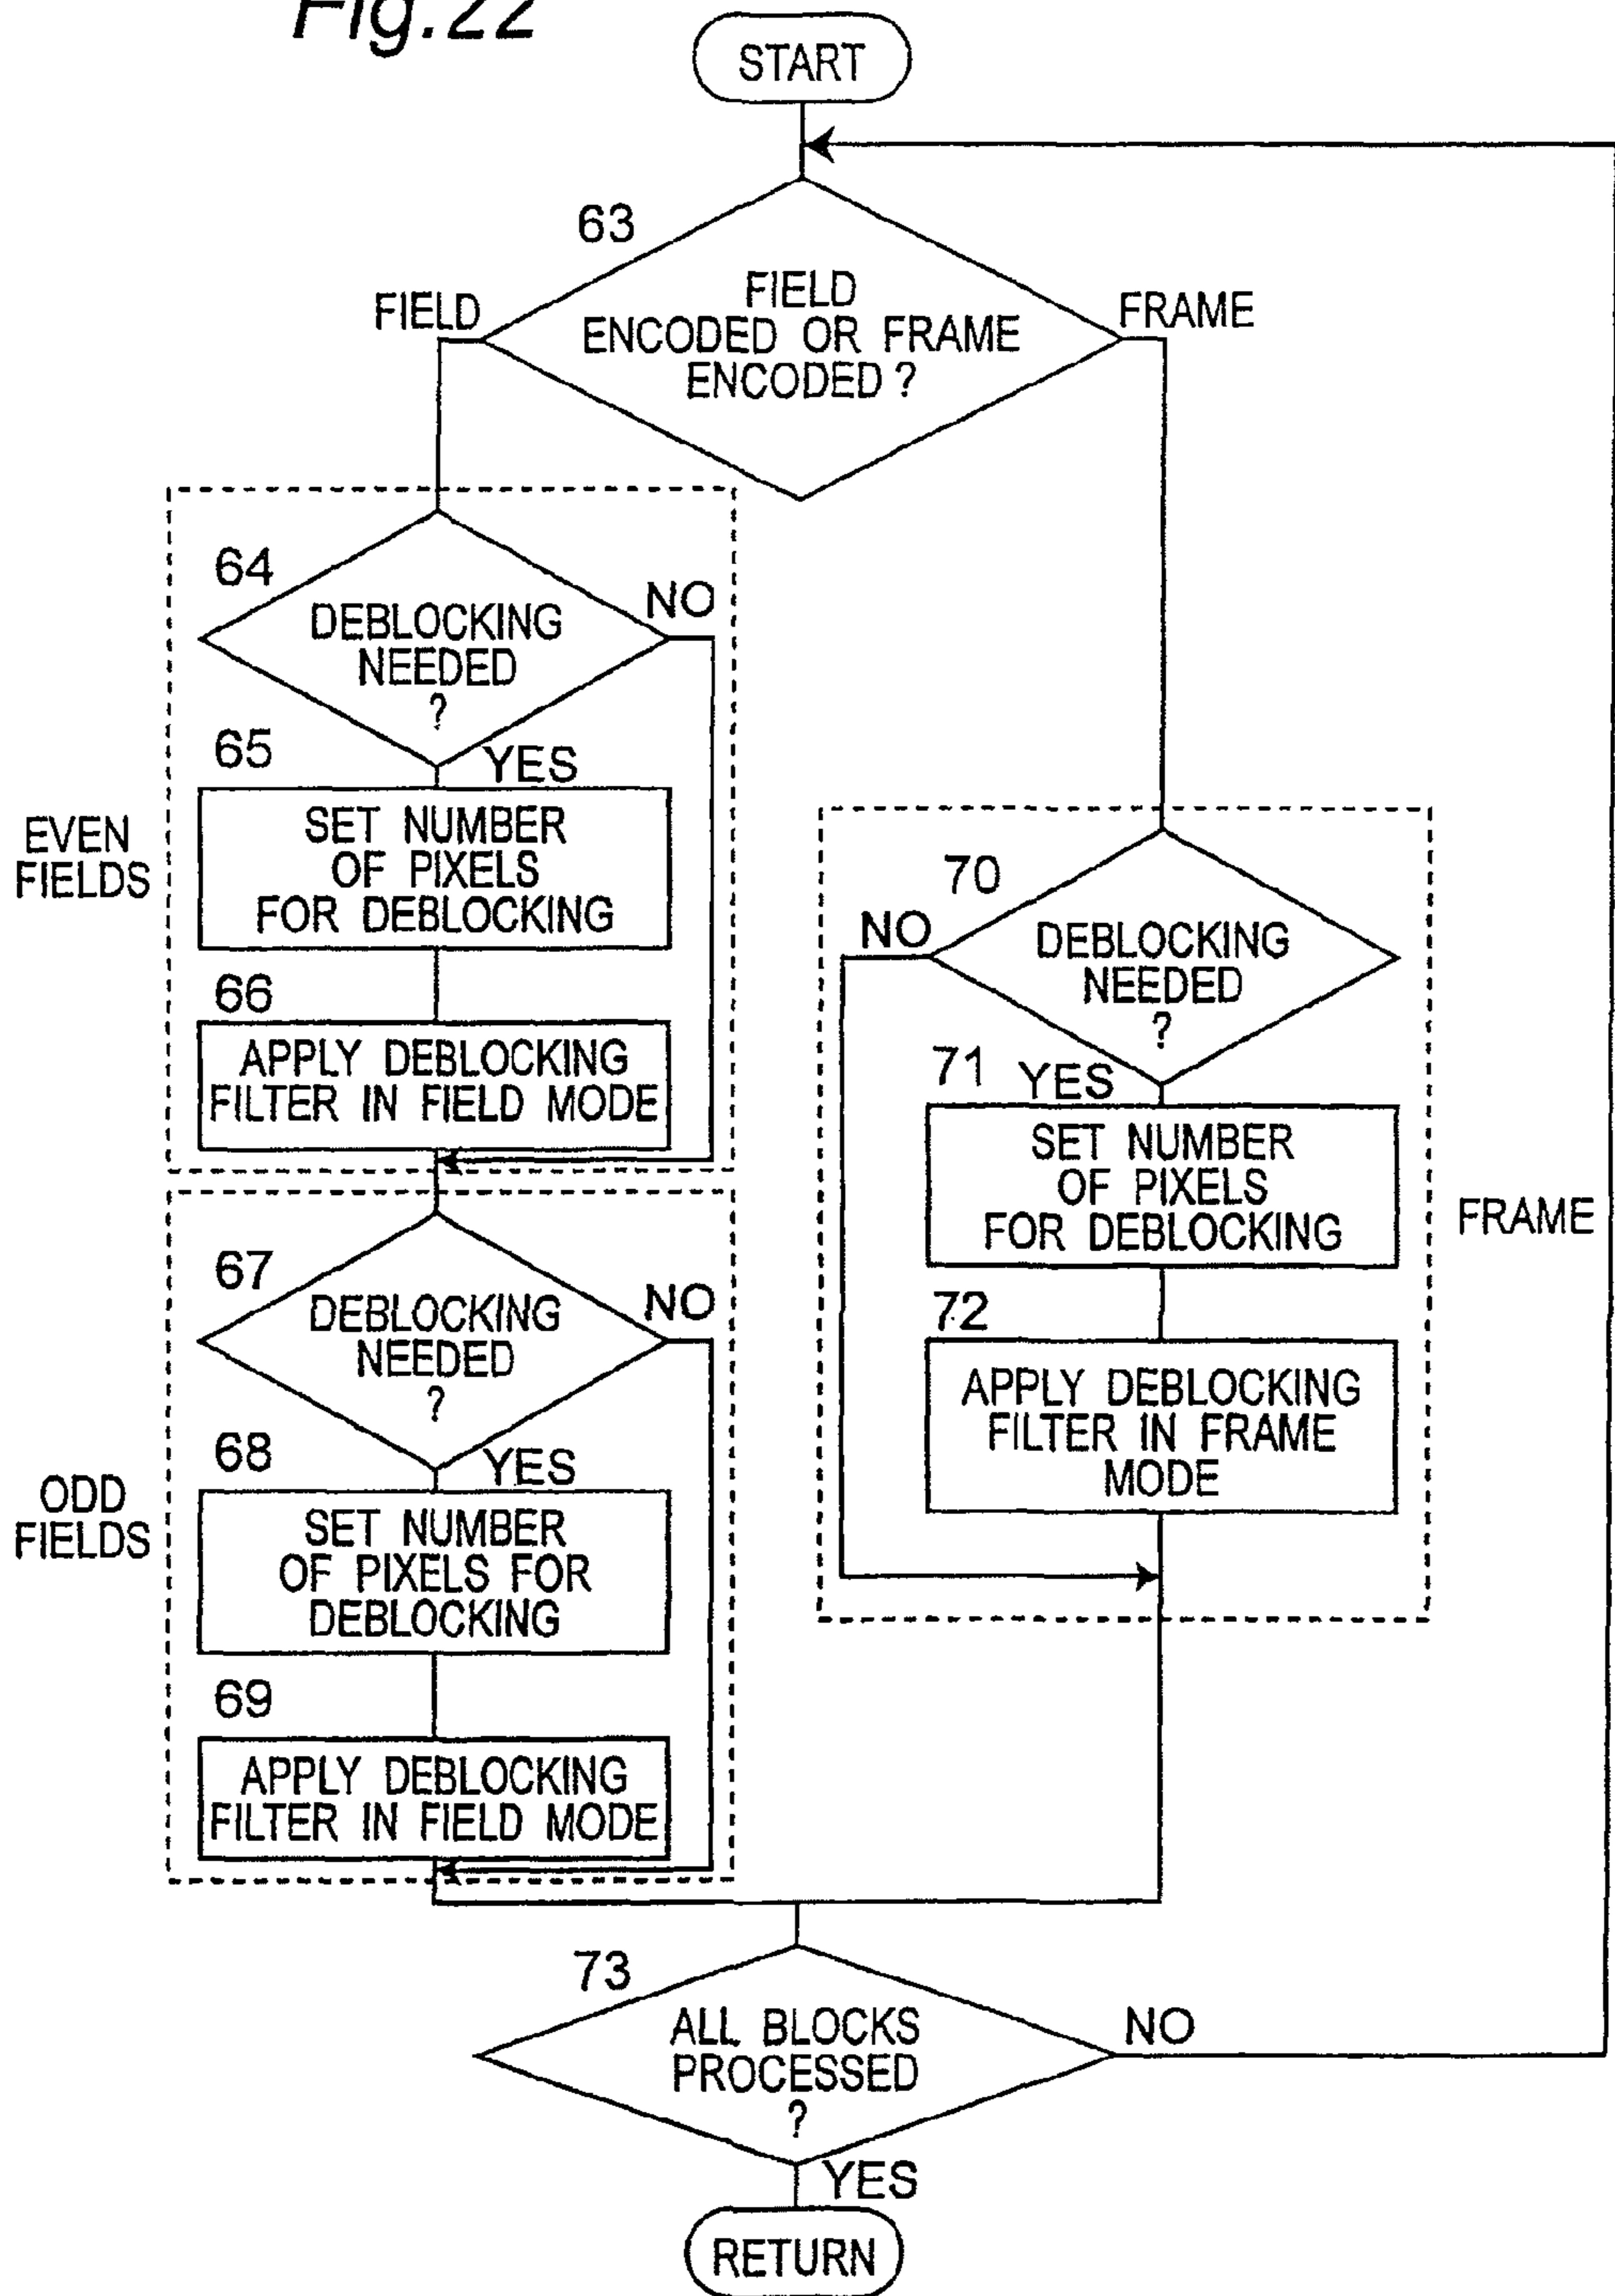 Fig.22
START
63
FIELD
ENCODED OR FRAME
ENCODED ?
FIELD
FRAME
64
DEBLOCKING
NEEDED
?
NO
YES
65
SET NUMBER
OF PIXELS
FOR DEBLOCKING
EVEN
FIELDS
66
APPLY DEBLOCKING
FILTER IN FIELD MODE
67
DEBLOCKING
NEEDED
?
NO
YES
68
SET NUMBER
OF PIXELS FOR
DEBLOCKING
ODD
FIELDS
69
APPLY DEBLOCKING
FILTER IN FIELD MODE
70
NO
DEBLOCKING
NEEDED
?
71
YES
SET NUMBER
OF PIXELS
FOR DEBLOCKING
FRAME
72
APPLY DEBLOCKING
FILTER IN FRAME
MODE
73
ALL BLOCKS
PROCESSED
?
NO
YES
RETURN